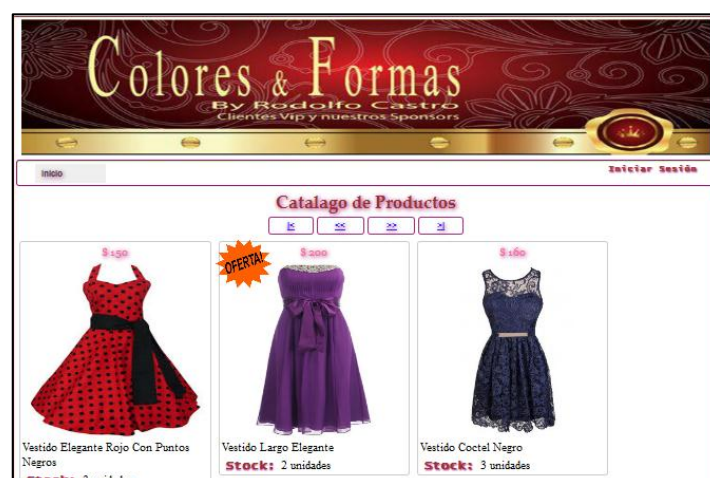 Colores & Formas
By Rodolfo Castro
Clientes Vip y nuestros Sponsors
Inicio
Iniciar Sesión
Catalago de Productos
|< << >> >|
$ 150
OFERTA!
$ 200
$ 160
Vestido Elegante Rojo Con Puntos
Negros
Vestido Largo Elegante
Stock: 2 unidades
Vestido Coctel Negro
Stock: 3 unidades